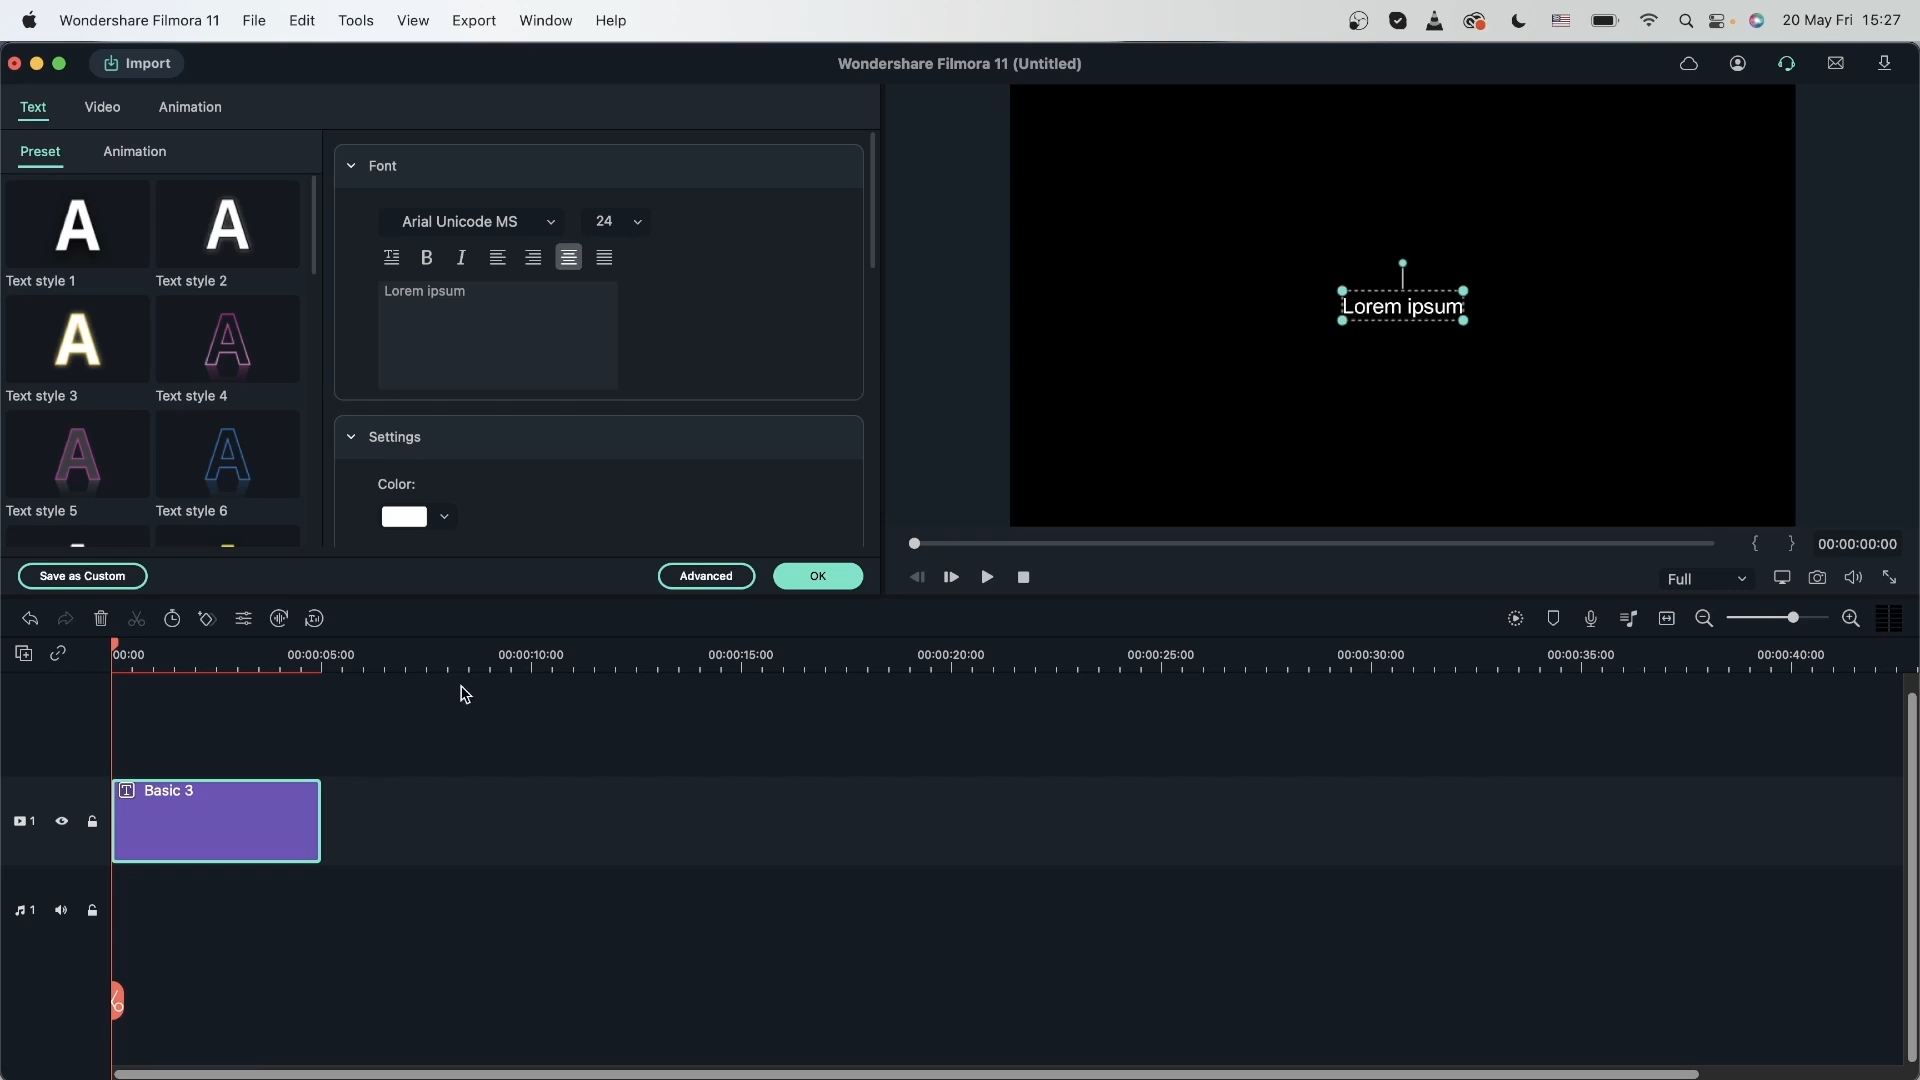 Wondershare Filmora 11 File Edit Tools View Export Window Help 20 May Fri 15:27
Import Wondershare Filmora 11 (Untitled)
Text Video Animation
Preset Animation
Font
A A
Arial Unicode MS 24
B I
Text style 1 Text style 2
Lorem ipsum
Lorem ipsum
A A
Text style 3 Text style 4
Settings
A A
Color:
Text style 5 Text style 6
00:00:00:00
Save as Custom Advanced OK
Full
00:00 00:00:05:00 00:00:10:00 00:00:15:00 00:00:20:00 00:00:25:00 00:00:30:00 00:00:35:00 00:00:40:00
T Basic 3
1
1